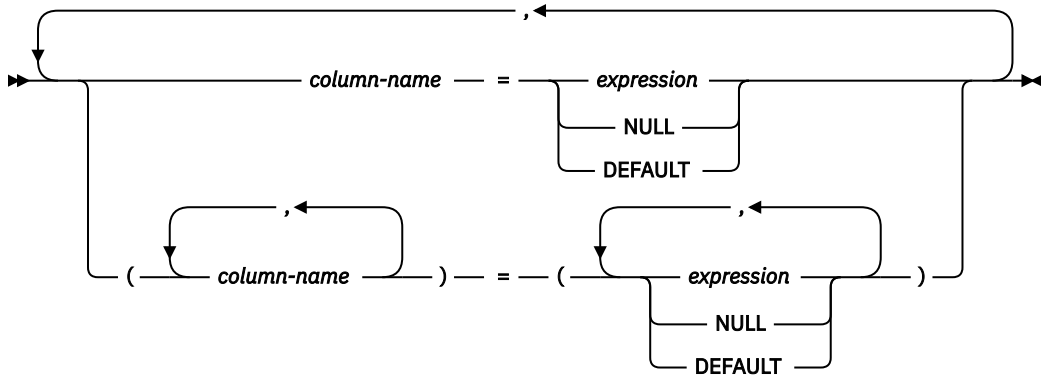 ,
column-name = expression
NULL
DEFAULT
, ,
( column-name ) = ( expression )
NULL
DEFAULT